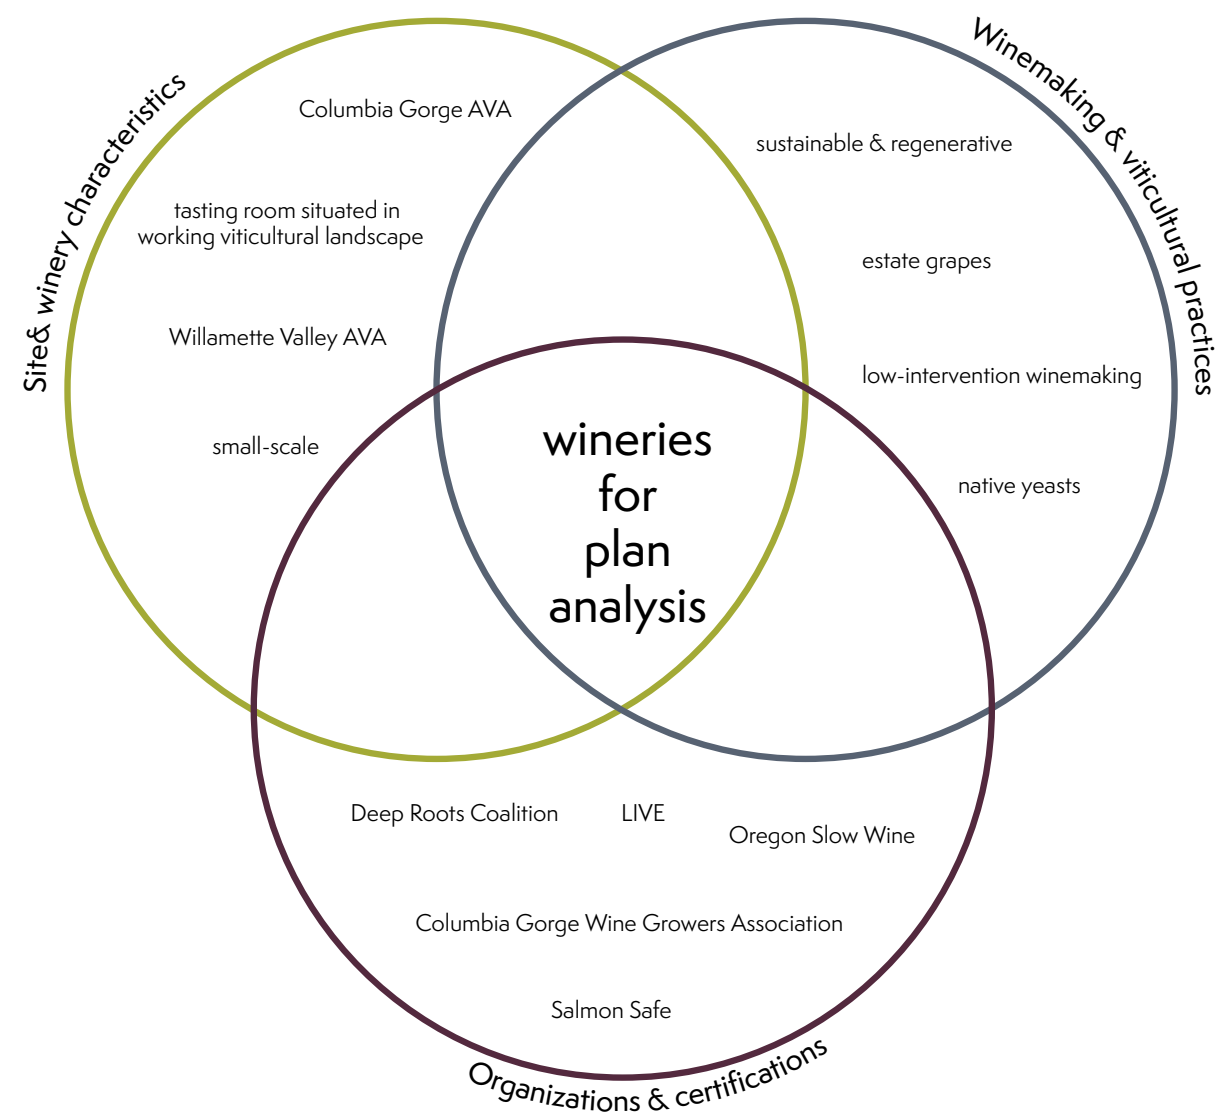 Site& winery characteristics
Winemaking & viticultural practices
Columbia Gorge AVA
sustainable & regenerative
tasting room situated in
working viticultural landscape
estate grapes
Willamette Valley AVA
low-intervention winemaking
small-scale
native yeasts
wineries
for
plan
analysis
Deep Roots Coalition
LIVE
Oregon Slow Wine
Columbia Gorge Wine Growers Association
Salmon Safe
Organizations & certifications